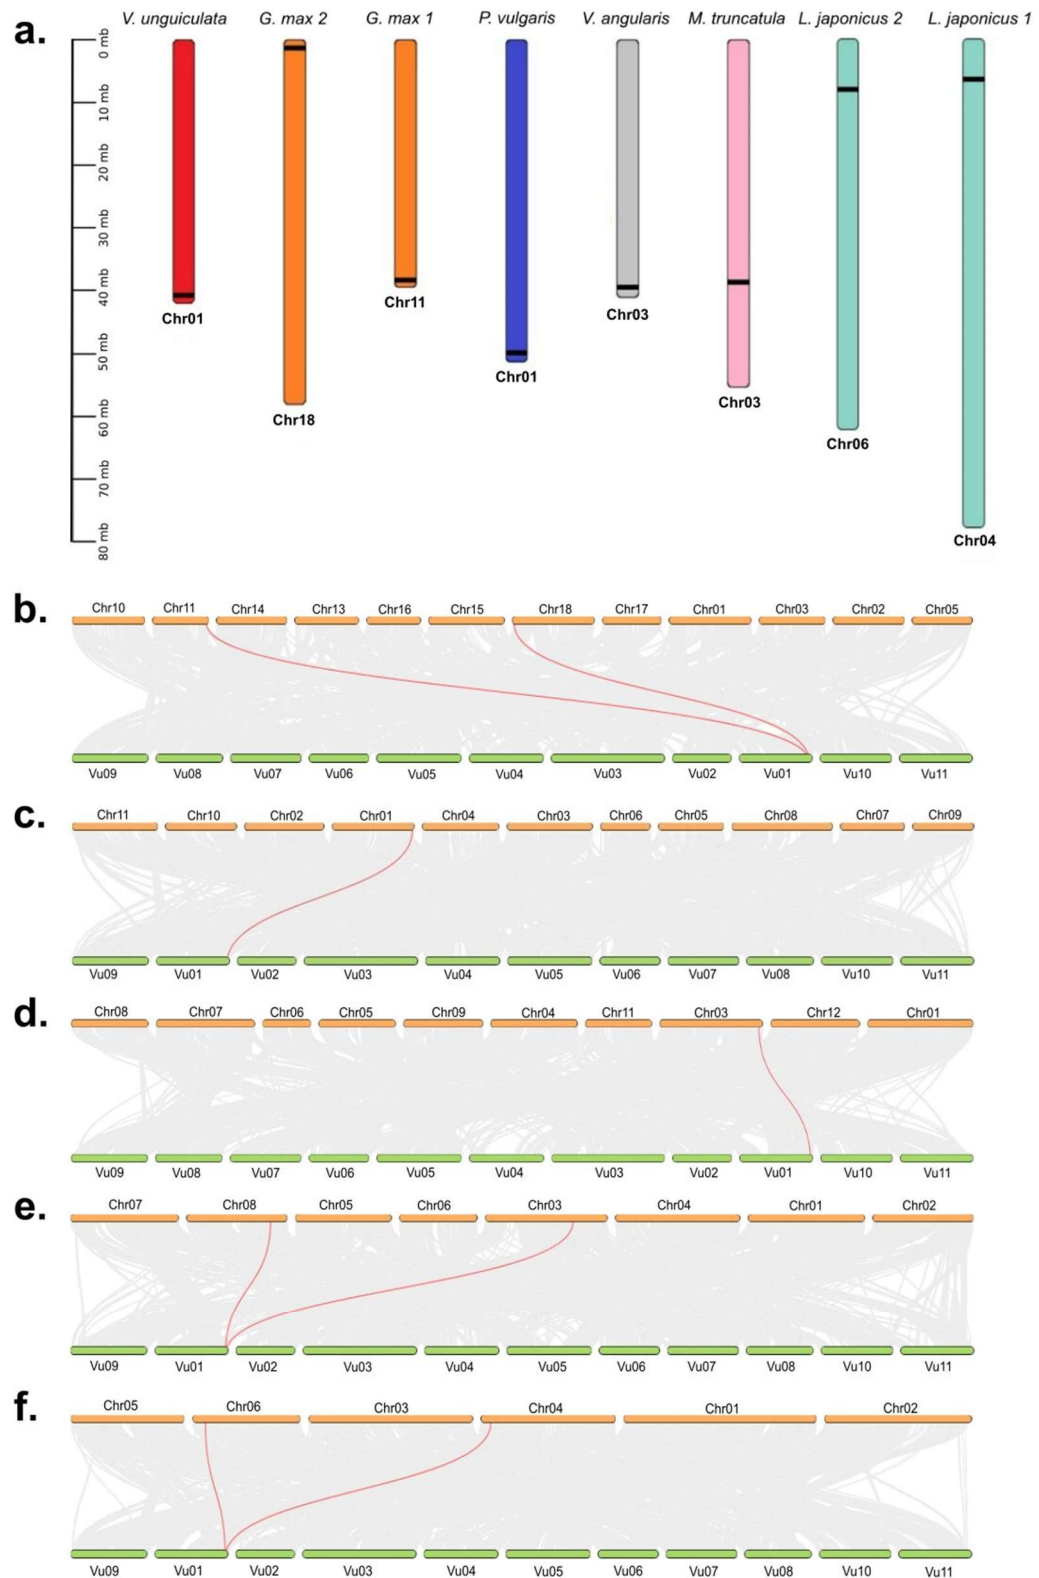 a.
V. unguiculata G. max 2 G. max 1 P. vulgaris V. angularis M. truncatula L. japonicus 2 L. japonicus 1
0 mb
10 mb
20 mb
30 mb
40 mb
50 mb
60 mb
70 mb
80 mb
Chr01 Chr18 Chr11 Chr01 Chr03 Chr03 Chr06 Chr04
b.
Chr10 Chr11 Chr14 Chr13 Chr16 Chr15 Chr18 Chr17 Chr01 Chr03 Chr02 Chr05
Vu09 Vu08 Vu07 Vu06 Vu05 Vu04 Vu03 Vu02 Vu01 Vu10 Vu11
c.
Chr11 Chr10 Chr02 Chr01 Chr04 Chr03 Chr06 Chr05 Chr08 Chr07 Chr09
Vu09 Vu01 Vu02 Vu03 Vu04 Vu05 Vu06 Vu07 Vu08 Vu10 Vu11
d.
Chr08 Chr07 Chr06 Chr05 Chr09 Chr04 Chr11 Chr03 Chr12 Chr01
Vu09 Vu08 Vu07 Vu06 Vu05 Vu04 Vu03 Vu02 Vu01 Vu10 Vu11
e.
Chr07 Chr08 Chr05 Chr06 Chr03 Chr04 Chr01 Chr02
Vu09 Vu01 Vu02 Vu03 Vu04 Vu05 Vu06 Vu07 Vu08 Vu10 Vu11
f.
Chr05 Chr06 Chr03 Chr04 Chr01 Chr02
Vu09 Vu01 Vu02 Vu03 Vu04 Vu05 Vu06 Vu07 Vu08 Vu10 Vu11